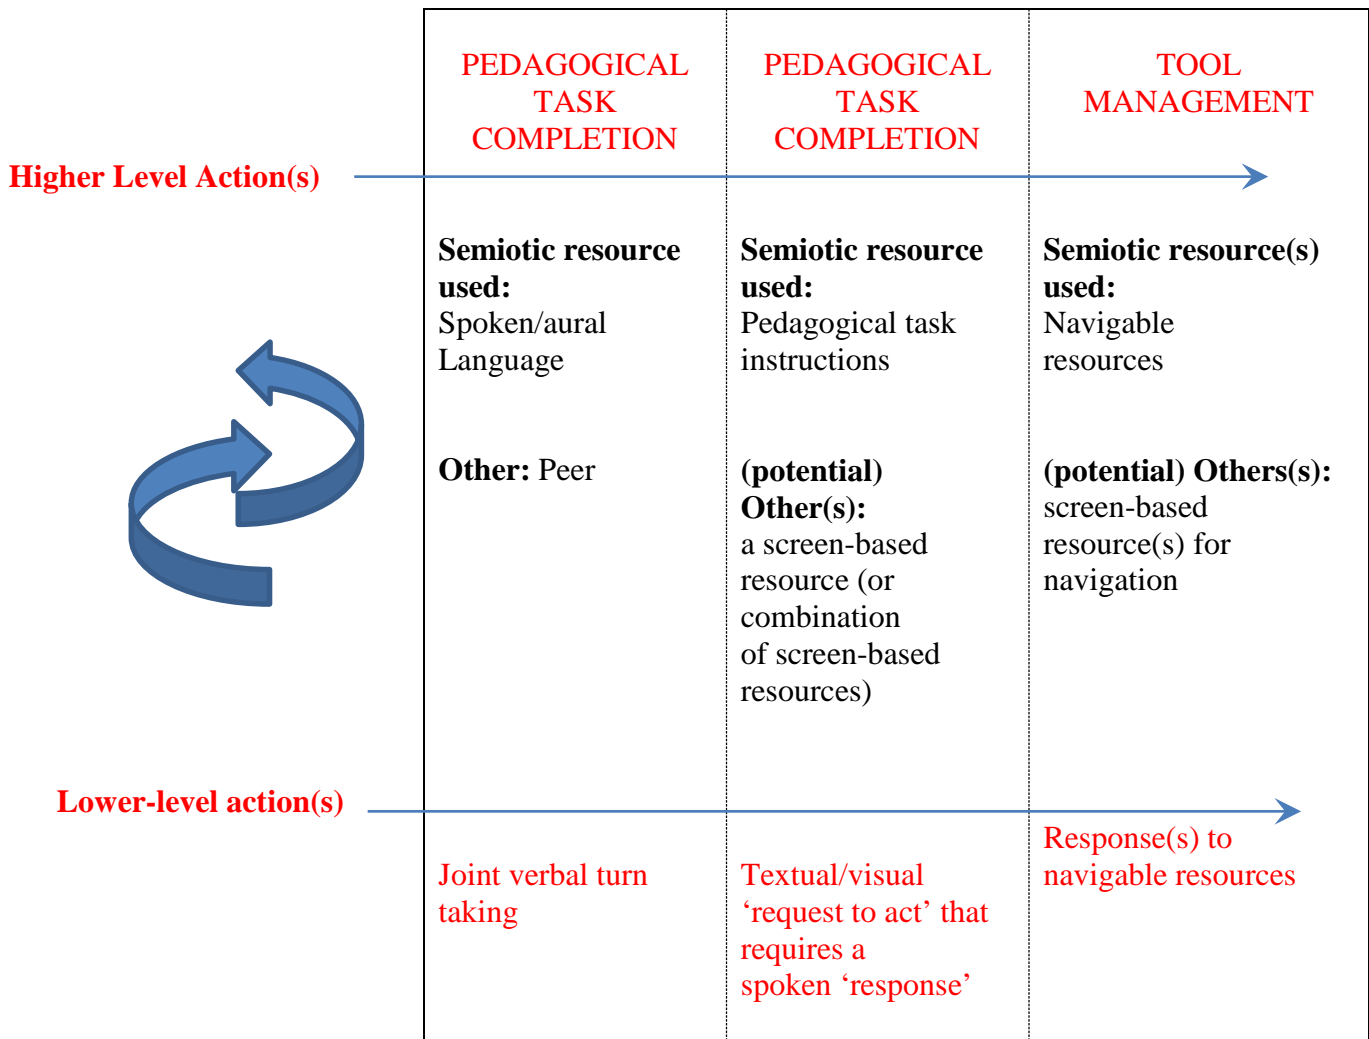 PEDAGOGICAL
TASK
COMPLETION
PEDAGOGICAL
TASK
COMPLETION
TOOL
MANAGEMENT
Higher Level Action(s)
Semiotic resource
used:
Spoken/aural
Language
Semiotic resource
used:
Pedagogical task
instructions
Semiotic resource(s)
used:
Navigable
resources
Other: Peer
(potential)
Other(s):
a screen-based
resource (or
combination
of screen-based
resources)
(potential) Others(s):
screen-based
resource(s) for
navigation
Lower-level action(s)
Joint verbal turn
taking
Textual/visual
‘request to act’ that
requires a
spoken ‘response’
Response(s) to
navigable resources